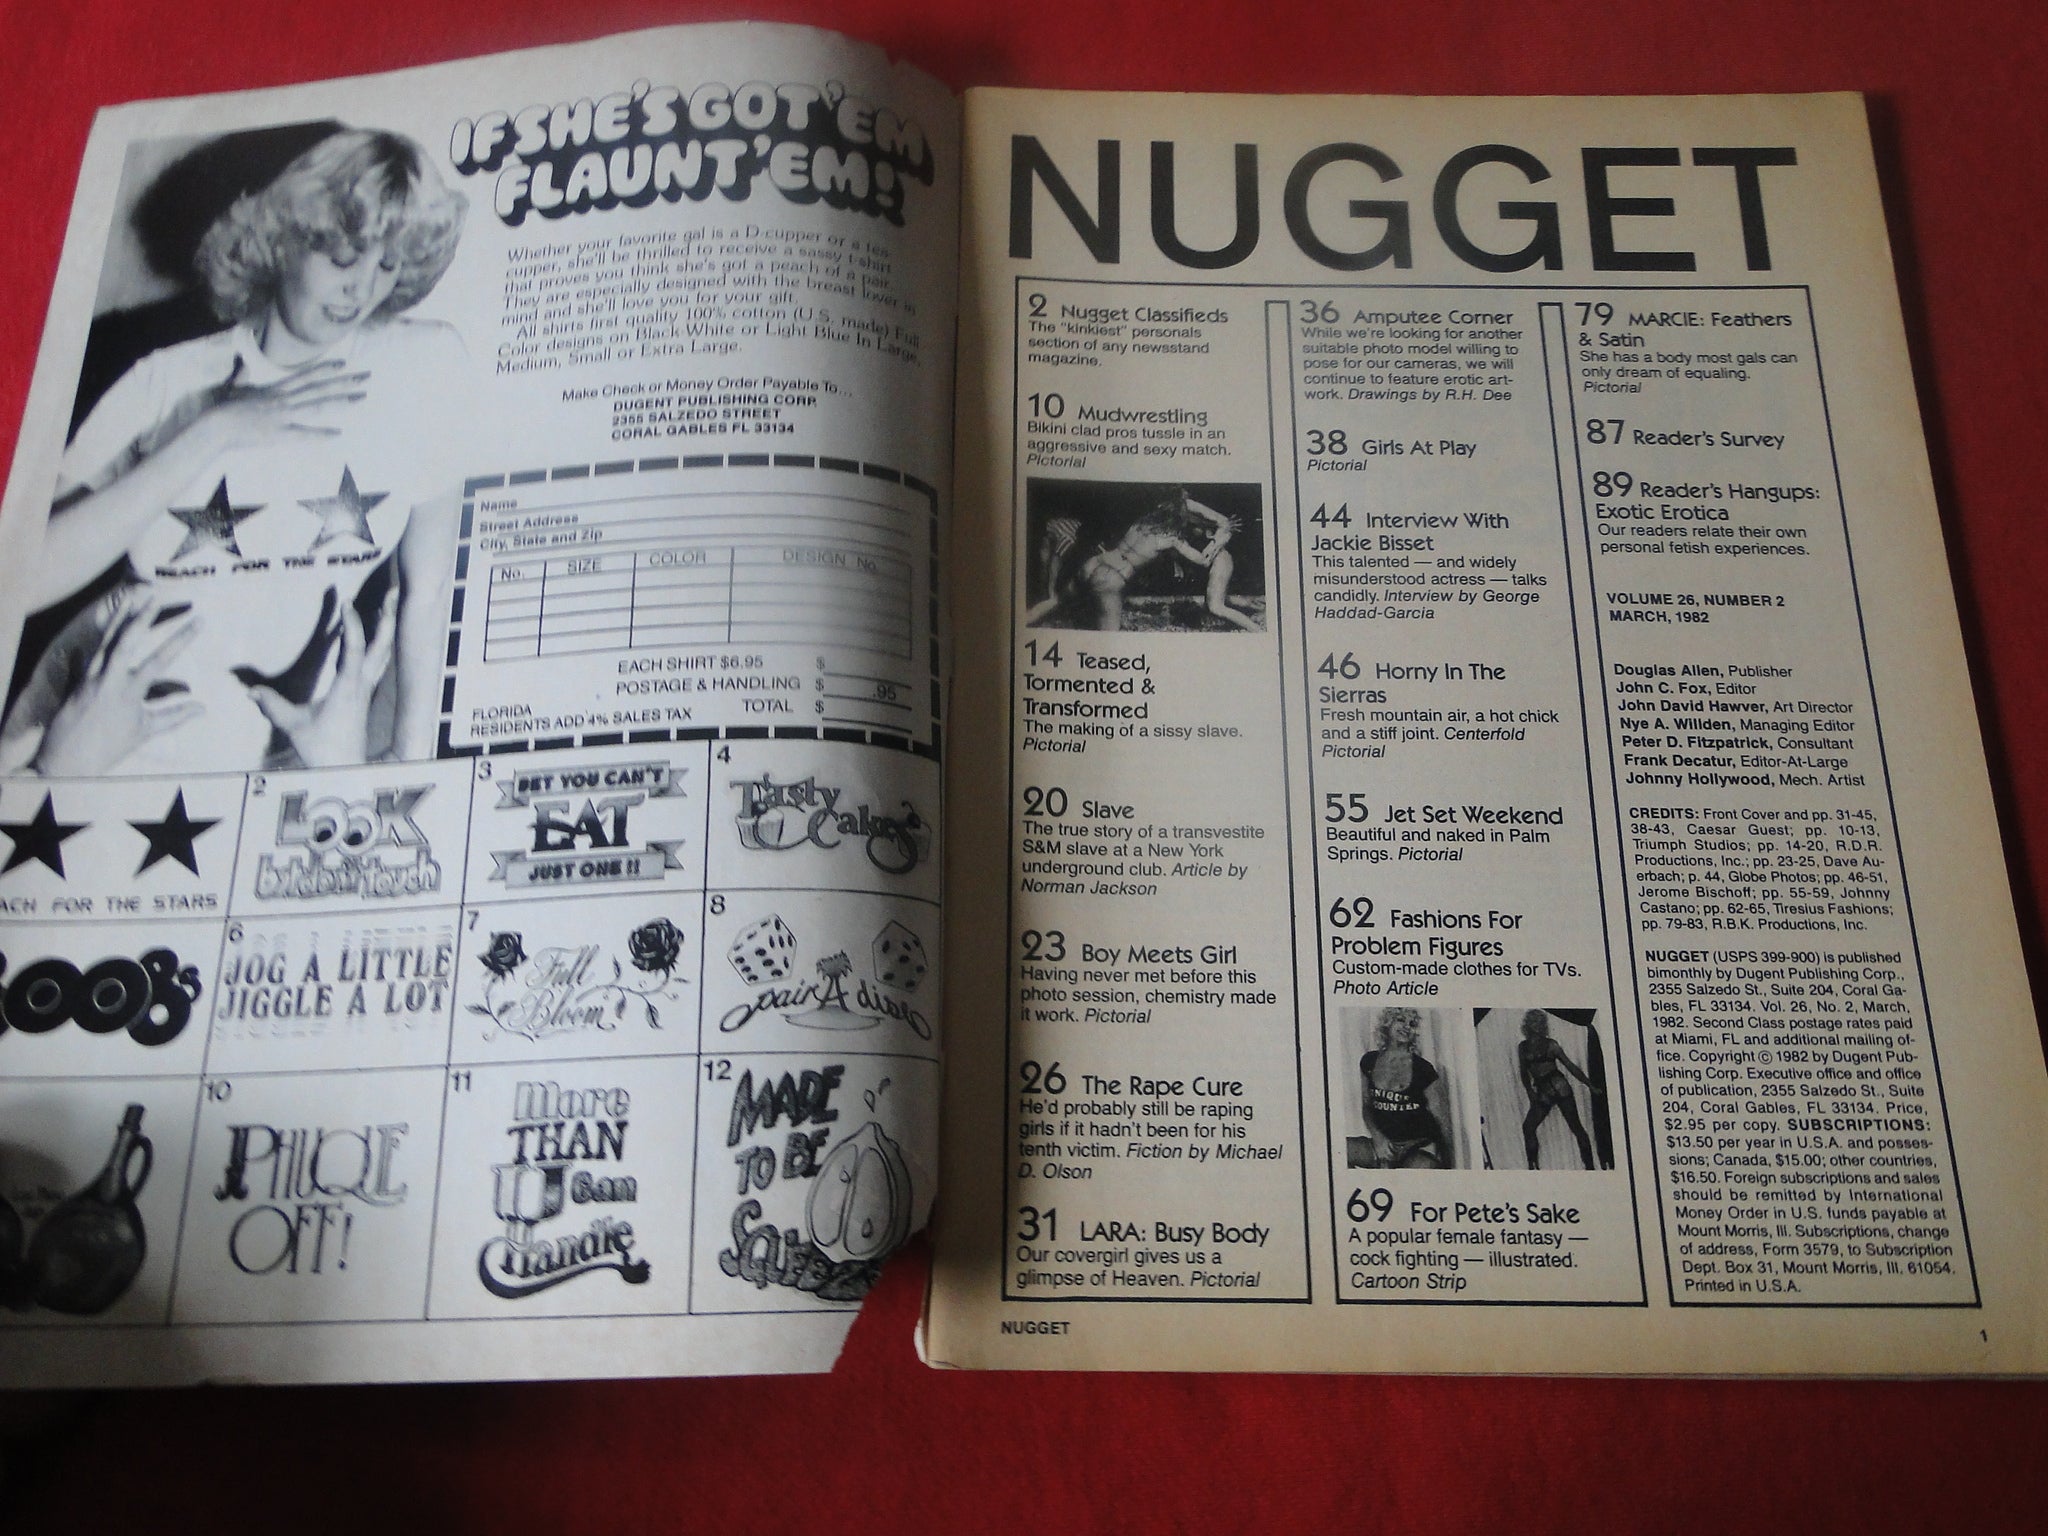 IF SHE'S GOT 'EM
FLAUNT 'EM!
Whether your favorite gal is a D-cupper or a tea-
cupper, she'll be thrilled to receive a sassy t-shirt
that proves you think she's got a peach of a pair.
They are especially designed with the breast lover in
mind and she'll love you for your gift.
All shirts first quality 100% cotton (U.S. made) Full
Color designs on Black-White or Light Blue In Large,
Medium, Small or Extra Large.
Make Check or Money Order Payable To...
DUGENT PUBLISHING CORP.
2355 SALZEDO STREET
CORAL GABLES FL 33134
REACH FOR THE STARS
Name
Street Address
City, State and Zip
No. SIZE COLOR DESIGN No.
EACH SHIRT $6.95 $
POSTAGE & HANDLING $ .95
FLORIDA
RESIDENTS ADD 4% SALES TAX TOTAL $
ACH FOR THE STARS
2
LOOK
but don't touch
3
BET YOU CAN'T
EAT
JUST ONE !!
4
Tasty
Cakes
6
JOG A LITTLE
JIGGLE A LOT
7
Full
Bloom
8
pair A dise
10
PHUQUE
OFF!
11
More
THAN
U Can
Handle
12
MADE
TO BE
SQUEEZED
NUGGET
2 Nugget Classifieds
The "kinkiest" personals
section of any newsstand
magazine.
10 Mudwrestling
Bikini clad pros tussle in an
aggressive and sexy match.
Pictorial
14 Teased,
Tormented &
Transformed
The making of a sissy slave.
Pictorial
20 Slave
The true story of a transvestite
S&M slave at a New York
underground club. Article by
Norman Jackson
23 Boy Meets Girl
Having never met before this
photo session, chemistry made
it work. Pictorial
26 The Rape Cure
He'd probably still be raping
girls if it hadn't been for his
tenth victim. Fiction by Michael
D. Olson
31 LARA: Busy Body
Our covergirl gives us a
glimpse of Heaven. Pictorial
36 Amputee Corner
While we're looking for another
suitable photo model willing to
pose for our cameras, we will
continue to feature erotic art-
work. Drawings by R.H. Dee
38 Girls At Play
Pictorial
44 Interview With
Jackie Bisset
This talented — and widely
misunderstood actress — talks
candidly. Interview by George
Haddad-Garcia
46 Horny In The
Sierras
Fresh mountain air, a hot chick
and a stiff joint. Centerfold
Pictorial
55 Jet Set Weekend
Beautiful and naked in Palm
Springs. Pictorial
62 Fashions For
Problem Figures
Custom-made clothes for TVs.
Photo Article
69 For Pete's Sake
A popular female fantasy —
cock fighting — illustrated.
Cartoon Strip
79 MARCIE: Feathers
& Satin
She has a body most gals can
only dream of equaling.
Pictorial
87 Reader's Survey
89 Reader's Hangups:
Exotic Erotica
Our readers relate their own
personal fetish experiences.
VOLUME 26, NUMBER 2
MARCH, 1982
Douglas Allen, Publisher
John C. Fox, Editor
John David Hawver, Art Director
Nye A. Willden, Managing Editor
Peter D. Fitzpatrick, Consultant
Frank Decatur, Editor-At-Large
Johnny Hollywood, Mech. Artist
CREDITS: Front Cover and pp. 31-45,
38-43, Caesar Guest; pp. 10-13,
Triumph Studios; pp. 14-20, R.D.R.
Productions, Inc.; pp. 23-25, Dave Au-
erbach; p. 44, Globe Photos; pp. 46-51,
Jerome Bischoff; pp. 55-59, Johnny
Castano; pp. 62-65, Tiresius Fashions;
pp. 79-83, R.B.K. Productions, Inc.
NUGGET (USPS 399-900) is published
bimonthly by Dugent Publishing Corp.,
2355 Salzedo St., Suite 204, Coral Ga-
bles, FL 33134. Vol. 26, No. 2, March,
1982. Second Class postage rates paid
at Miami, FL and additional mailing of-
fice. Copyright © 1982 by Dugent Pub-
lishing Corp. Executive office and office
of publication, 2355 Salzedo St., Suite
204, Coral Gables, FL 33134. Price,
$2.95 per copy. SUBSCRIPTIONS:
$13.50 per year in U.S.A. and posses-
sions; Canada, $15.00; other countries,
$16.50. Foreign subscriptions and sales
should be remitted by International
Money Order in U.S. funds payable at
Mount Morris, Ill. Subscriptions, change
of address, Form 3579, to Subscription
Dept. Box 31, Mount Morris, Ill. 61054.
Printed in U.S.A.
NUGGET
1